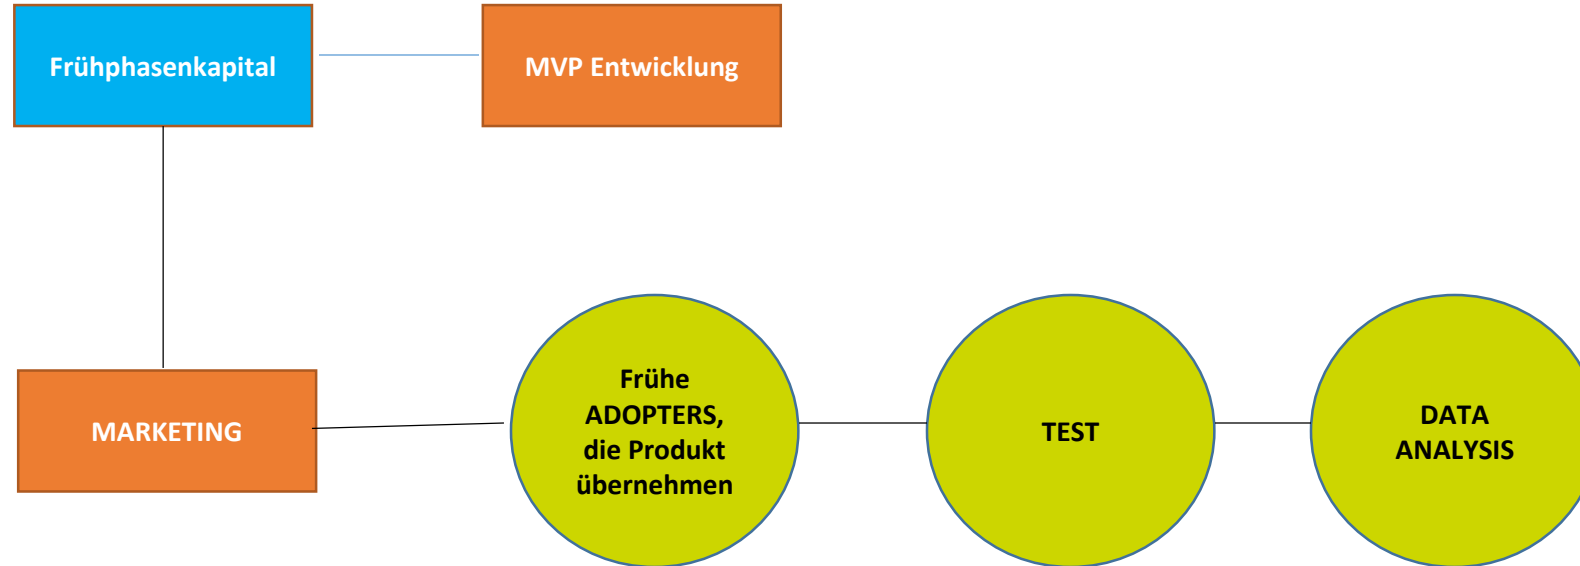 Frühphasenkapital
MVP Entwicklung
MARKETING
Frühe
ADOPTERS,
die Produkt
übernehmen
TEST
DATA
ANALYSIS